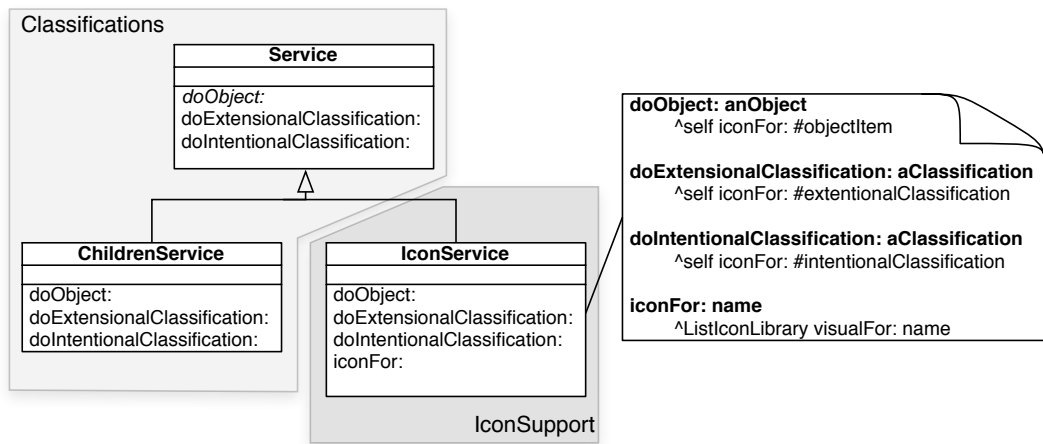 Classifications
Service
doObject:
doExtensionalClassification:
doIntentionalClassification:
ChildrenService
doObject:
doExtensionalClassification:
doIntentionalClassification:
IconService
doObject:
doExtensionalClassification:
doIntentionalClassification:
iconFor:
IconSupport
doObject: anObject
^self iconFor: #objectItem
doExtensionalClassification: aClassification
^self iconFor: #extentionalClassification
doIntentionalClassification: aClassification
^self iconFor: #intentionalClassification
iconFor: name
^ListIconLibrary visualFor: name